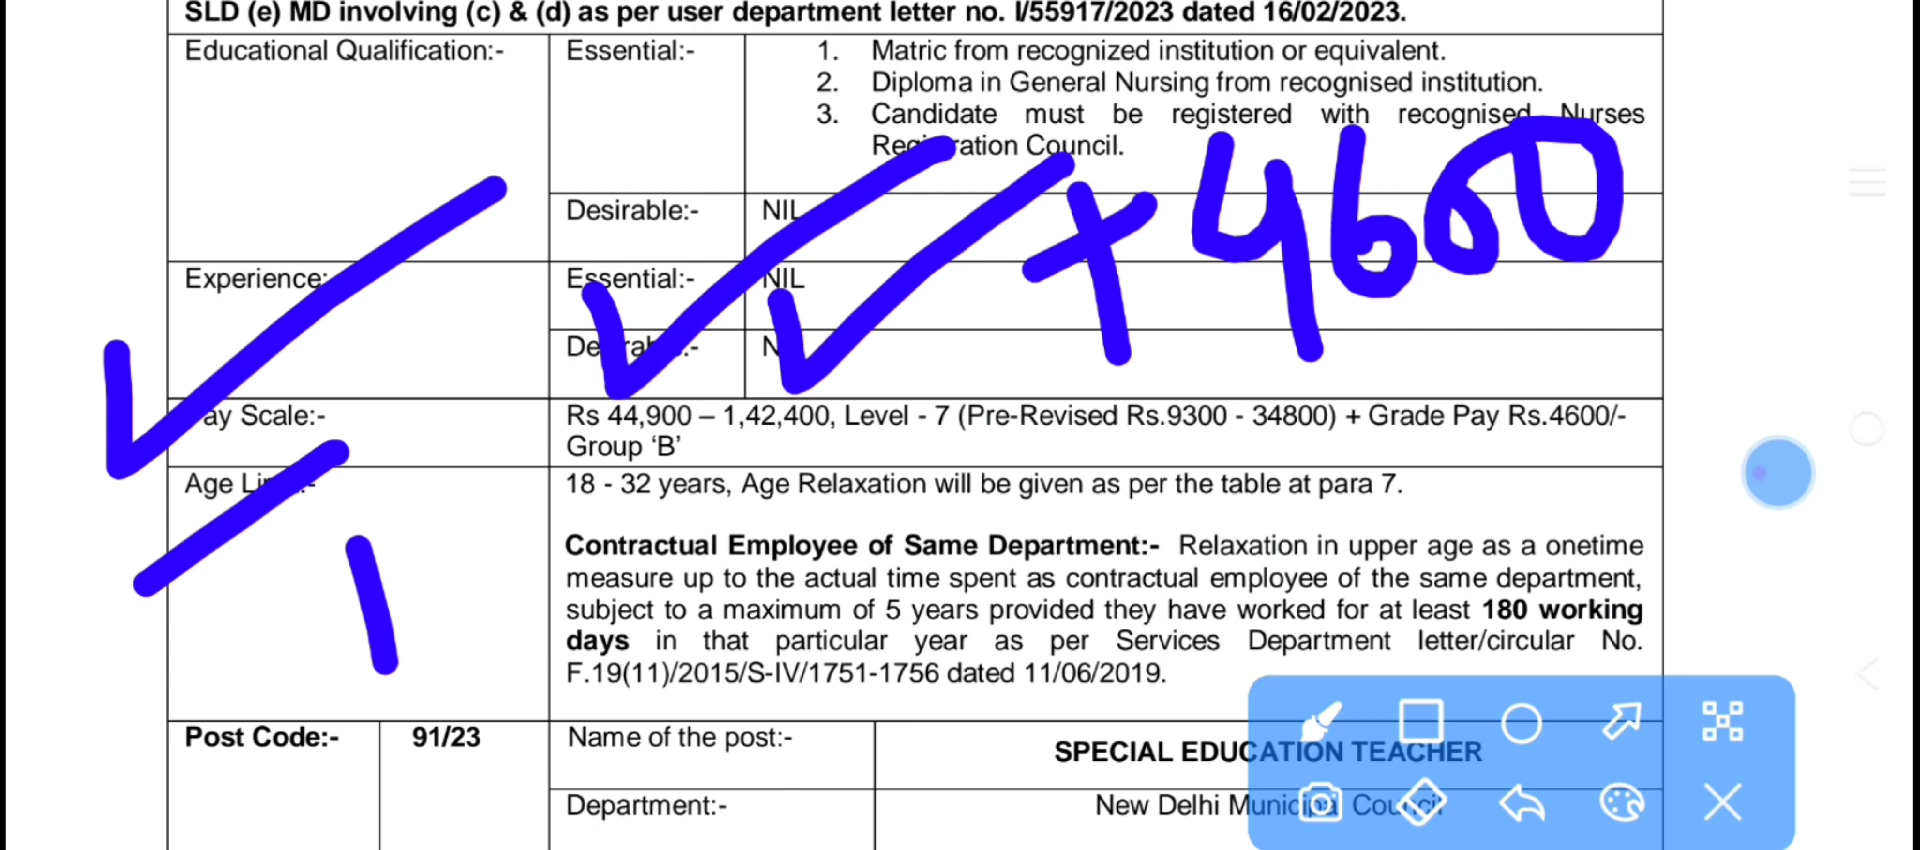 SLD (e) MD involving (c) & (d) as per user department letter no. I/55917/2023 dated 16/02/2023.
Educational Qualification:- Essential:- 1. Matric from recognized institution or equivalent.
2. Diploma in General Nursing from recognised institution.
3. Candidate must be registered with recognised Nurses
Council.
Desirable:- NIL
+ 4600
Experience:- Essential:- NIL
Pay Scale:- Rs 44,900 – 1,42,400, Level - 7 (Pre-Revised Rs.9300 - 34800) + Grade Pay Rs.4600/-
Group ‘B’
Age 18 - 32 years, Age Relaxation will be given as per the table at para 7.
Contractual Employee of Same Department:- Relaxation in upper age as a onetime
measure up to the actual time spent as contractual employee of the same department,
subject to a maximum of 5 years provided they have worked for at least 180 working
days in that particular year as per Services Department letter/circular No.
F.19(11)/2015/S-IV/1751-1756 dated 11/06/2019.
Post Code:- 91/23 Name of the post:- SPECIAL EDUCATION TEACHER
Department:- New Delhi Municipal Council